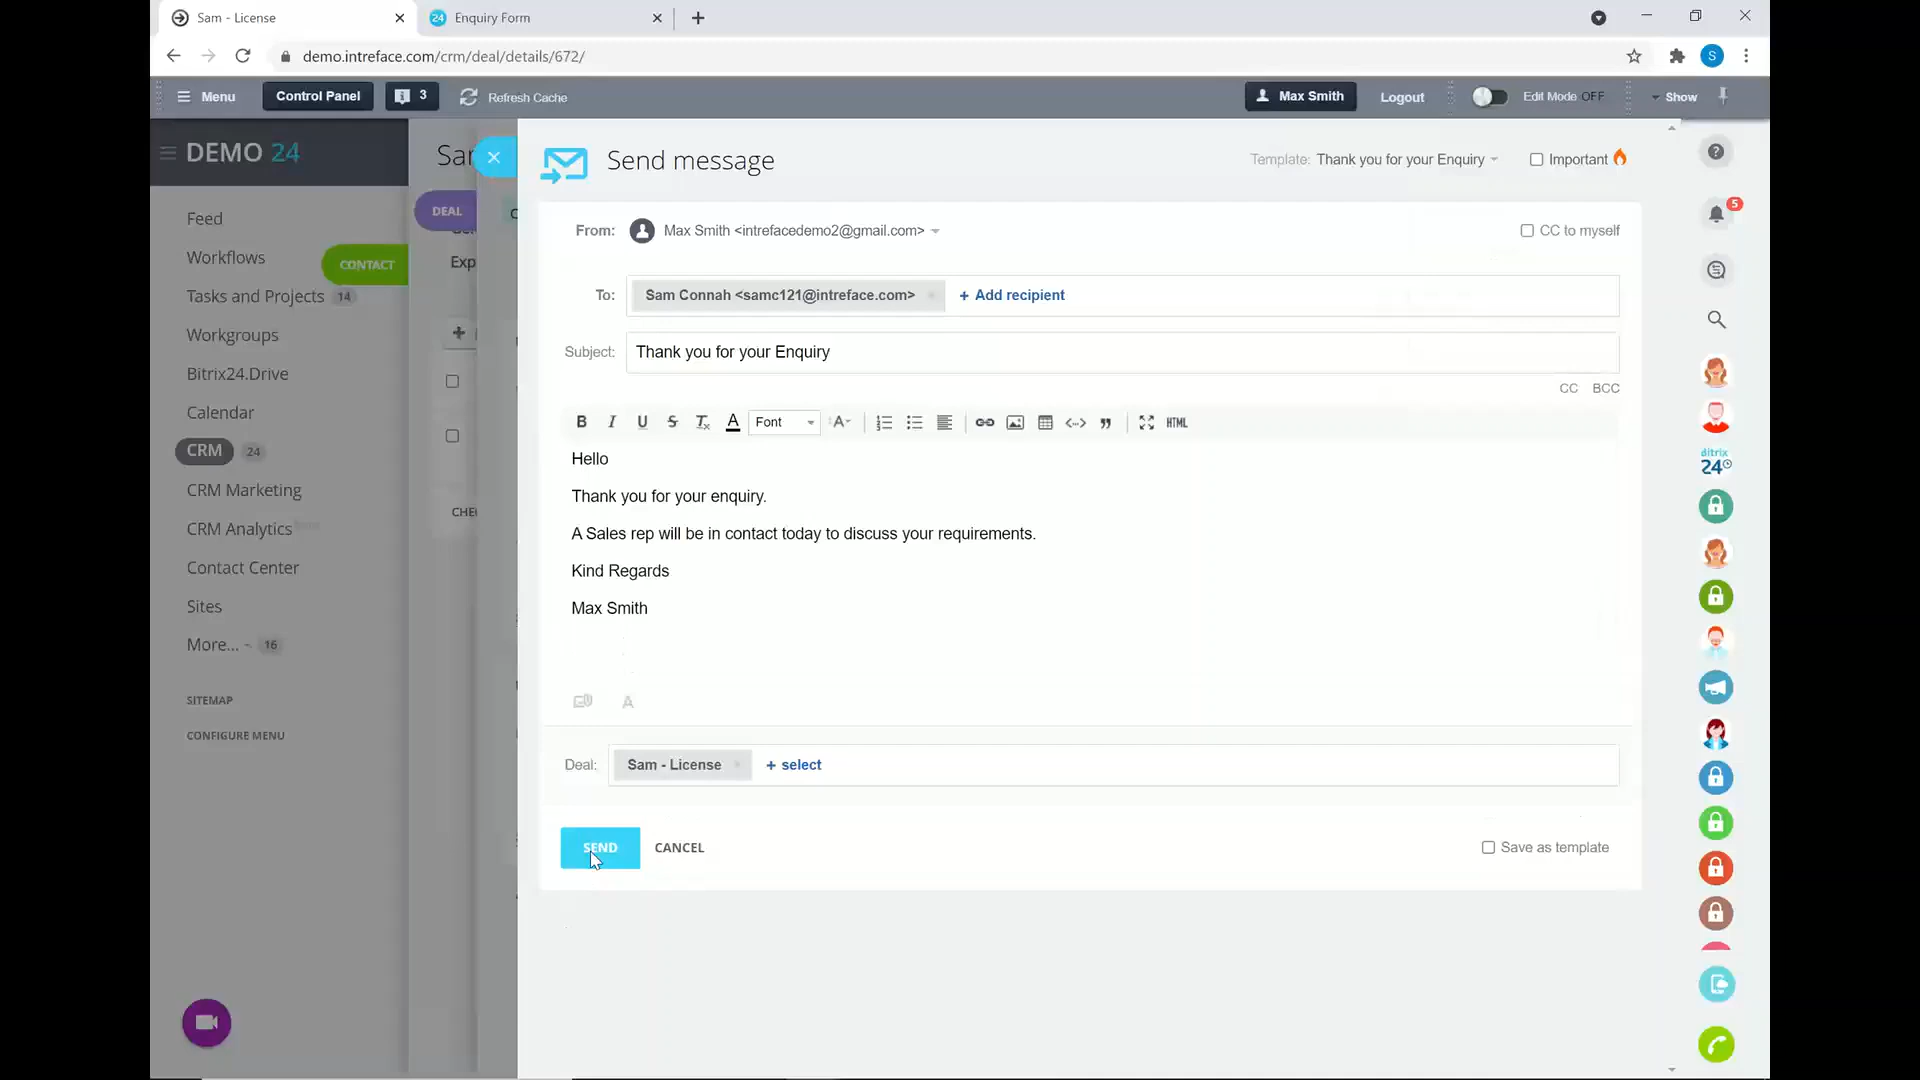 Sam - License
24 Enquiry Form
demo.intreface.com/crm/deal/details/672/
S
Menu
Control Panel
3
Refresh Cache
Max Smith
Logout
Edit Mode OFF
Show
DEMO 24
Feed
Workflows
Tasks and Projects 14
Workgroups
Bitrix24.Drive
Calendar
CRM 24
CRM Marketing
CRM Analytics
Contact Center
Sites
More... 16
SITEMAP
CONFIGURE MENU
DEAL
CONTACT
Exp
Send message
Template: Thank you for your Enquiry
Important
From: Max Smith <intrefacedemo2@gmail.com>
CC to myself
To: Sam Connah <samc121@intreface.com> + Add recipient
Subject: Thank you for your Enquiry
CC BCC
B I U S Tx A Font A HTML
Hello
Thank you for your enquiry.
A Sales rep will be in contact today to discuss your requirements.
Kind Regards
Max Smith
A
Deal: Sam - License + select
SEND CANCEL
Save as template
5
Bitrix
24